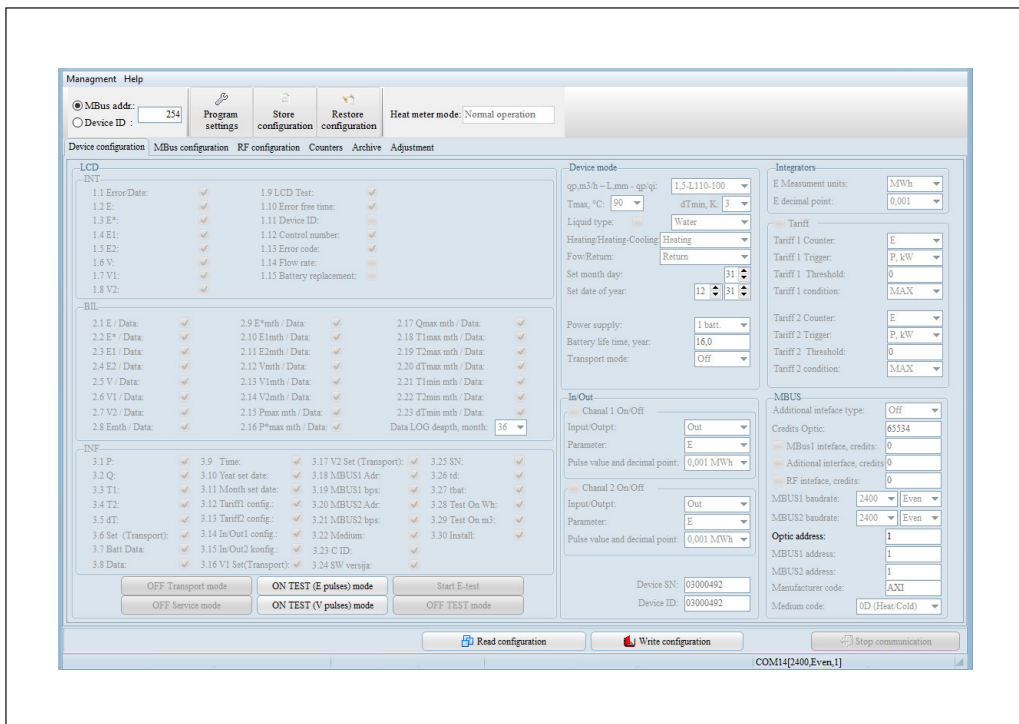 Managment Help
MBus addr.: 254
Device ID :
Program settings
Store configuration
Restore configuration
Heat meter mode: Normal operation
Device configuration MBus configuration RF configuration Counters Archive Adjustment
LCD
INT
1.1 Error/Date: 1.9 LCD Test:
1.2 E: 1.10 Error free time:
1.3 E*: 1.11 Device ID:
1.4 E1: 1.12 Control number:
1.5 E2: 1.13 Error code:
1.6 V: 1.14 Flow rate:
1.7 V1: 1.15 Battery replacement:
1.8 V2:
BIL
2.1 E / Data: 2.9 E*mth / Data: 2.17 Qmax mth / Data:
2.2 E* / Data: 2.10 E1mth / Data: 2.18 T1max mth / Data:
2.3 E1 / Data: 2.11 E2mth / Data: 2.19 T2max mth / Data:
2.4 E2 / Data: 2.12 Vmth / Data: 2.20 dTmax mth / Data:
2.5 V / Data: 2.13 V1mth / Data: 2.21 T1min mth / Data:
2.6 V1 / Data: 2.14 V2mth / Data: 2.22 T2min mth / Data:
2.7 V2 / Data: 2.15 Pmax mth / Data: 2.23 dTmin mth / Data:
2.8 Emth / Data: 2.16 P*max mth / Data: Data LOG deapth, month: 36
INF
3.1 P: 3.9 Time: 3.17 V2 Set (Transport): 3.25 SN:
3.2 Q: 3.10 Yeat set date: 3.18 MBUS1 Adr: 3.26 td:
3.3 T1: 3.11 Month set date: 3.19 MBUS1 bps: 3.27 tbat:
3.4 T2: 3.12 Tariff1 config.: 3.20 MBUS2 Adr: 3.28 Test On Wh:
3.5 dT: 3.13 Tariff2 config.: 3.21 MBUS2 bps: 3.29 Test On m3:
3.6 Set (Transport): 3.14 In/Out1 config.: 3.22 Medium: 3.30 Install:
3.7 Batt Data: 3.15 In/Out2 konfig.: 3.23 C ID:
3.8 Data: 3.16 V1 Set(Transport): 3.24 SW versija:
OFF Transport mode ON TEST (E pulses) mode Start E-test
OFF Service mode ON TEST (V pulses) mode OFF TEST mode
Device mode
qp,m3/h – L,mm - qp/qi: 1,5-L110-100
Tmax, °C: 90 dTmin, K: 3
Liquid type: Water
Heating/Heating-Cooling: Heating
Fow/Return: Return
Set month day: 31
Set date of year: 12 31
Power supply: 1 batt.
Battery life time, year: 16,0
Transport mode: Off
In/Out
Chanal 1 On/Off
Input/Outpt: Out
Parameter: E
Pulse value and decimal point: 0,001 MWh
Chanal 2 On/Off
Input/Outpt: Out
Parameter: E
Pulse value and decimal point: 0,001 MWh
Device SN: 03000492
Device ID: 03000492
Integrators
E Measument units: MWh
E decimal point: 0,001
Tariff
Tariff 1 Counter: E
Tariff 1 Trigger: P, kW
Tariff 1 Threshold: 0
Tariff 1 condition: MAX
Tariff 2 Counter: E
Tariff 2 Trigger: P, kW
Tariff 2 Threshold: 0
Tariff 2 condition: MAX
MBUS
Additional inteface type: Off
Credits Optic: 65534
MBus1 inteface, credits: 0
Aditional interface, credits 0
RF inteface, credits: 0
MBUS1 baudrate: 2400 Even
MBUS2 baudrate: 2400 Even
Optic address: 1
MBUS1 address: 1
MBUS2 address: 1
Manufacturer code: AXI
Medium code: 0D (Heat/Cold)
Read configuration Write configuration Stop communication
COM14[2400,Even,1]